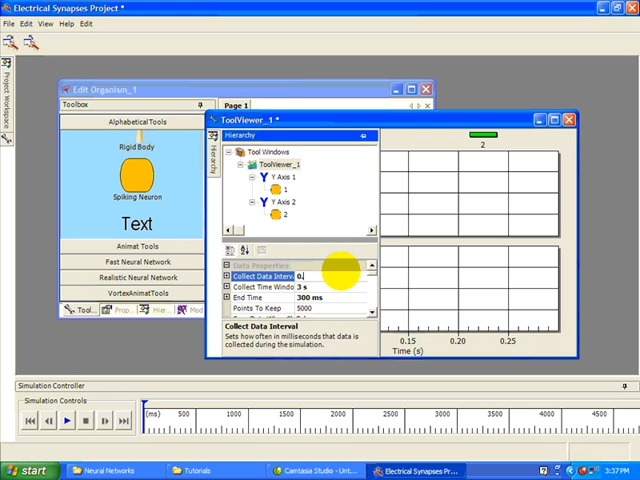 Electrical Synapses Project *
File Edit View Synapses Help
Project Workspace
Edit Organism_1
Toolbox
Page 1
AlphabeticalTools
Rigid Body
Spiking Neuron
Text
Animat Tools
Fast Neural Network
Realistic Neural Network
VortexAnimatTools
Tool...
Prop...
Hier...
Mod
ToolViewer_1 *
Hierarchy
Hierarchy
Tool Windows
ToolViewer_1
Y Axis 1
1
Y Axis 2
2
Data Properties
Collect Data Interva 0.
Collect Time Windo 3 s
End Time 300 ms
Points To Keep 5000
Collect Data Interval
Sets how often in milliseconds that data is
collected during the simulation.
2
0.15 0.20 0.25
Time (s)
Simulation Controller
Simulation Controls
(ms) 500 1000 1500 2000 2500 3000 3500 4000 4500
start
Neural Networks
Tutorials
Camtasia Studio - Unt...
Electrical Synapses Pr...
3:37 PM